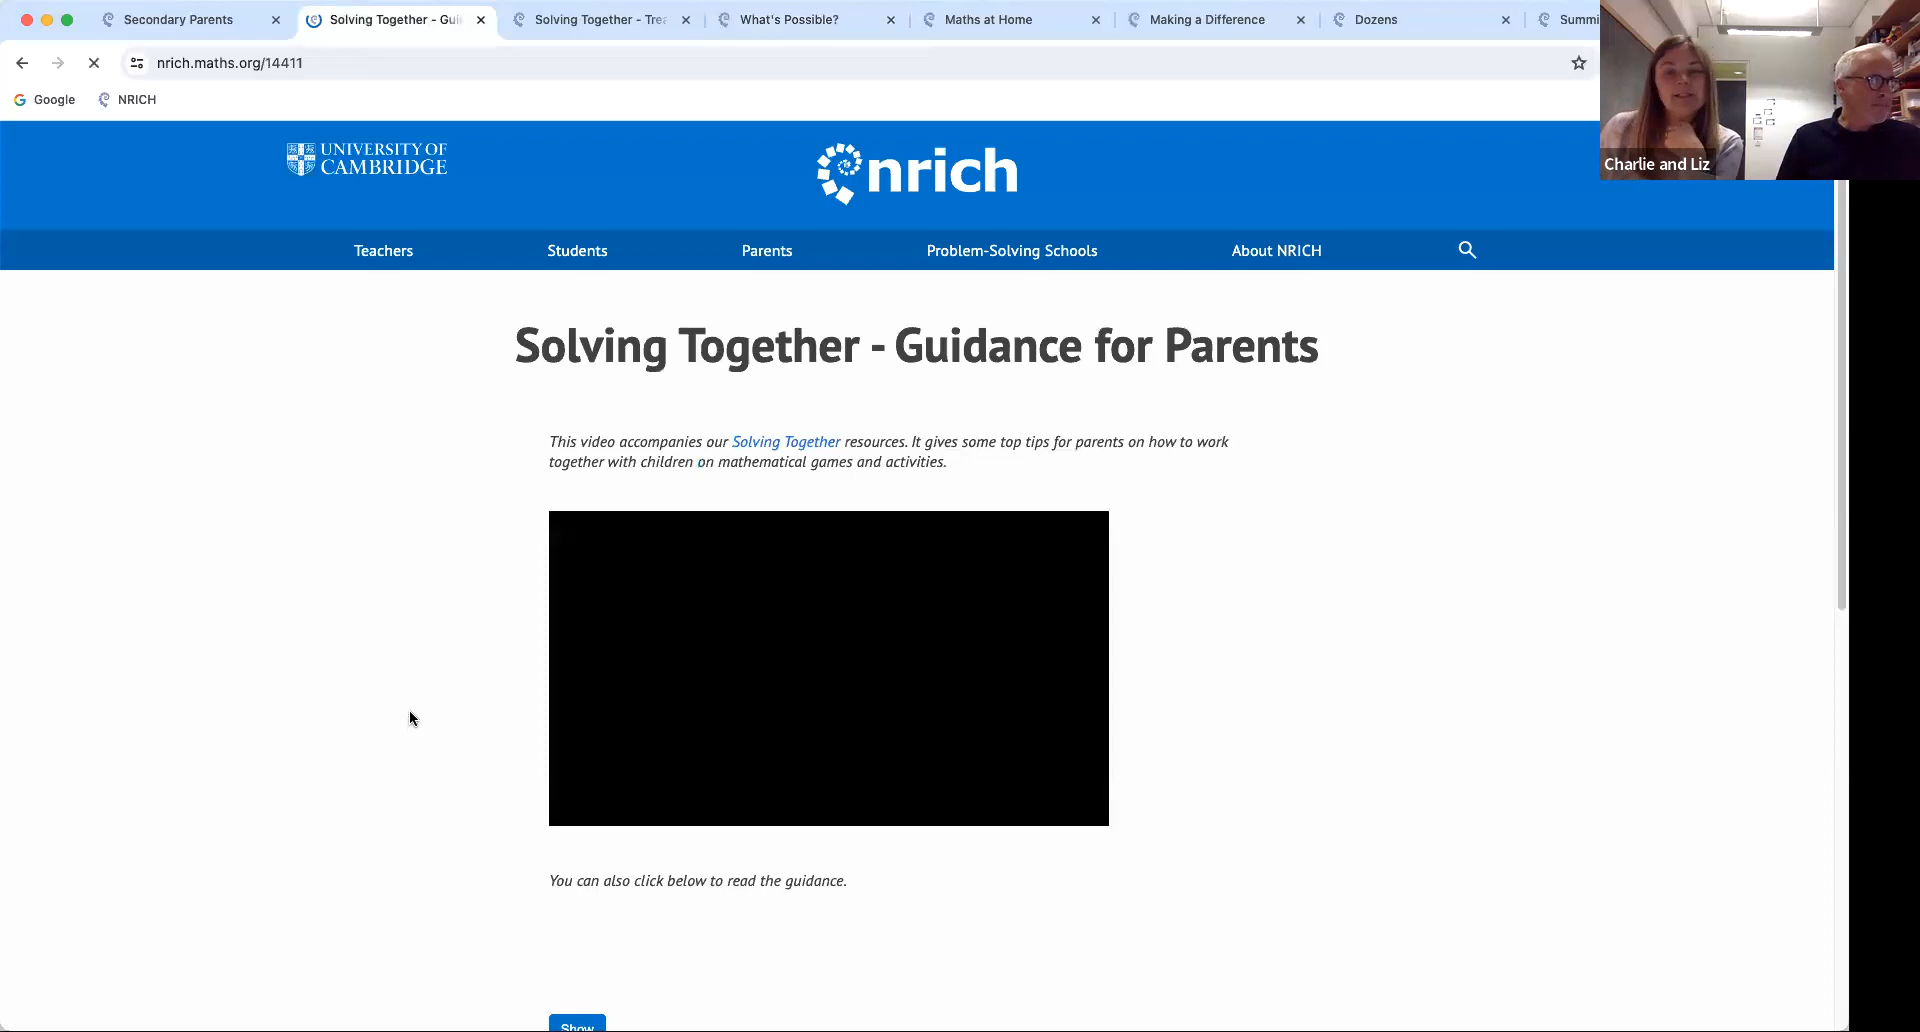 Secondary Parents
Solving Together - Gui
Solving Together - Trea
What's Possible?
Maths at Home
Making a Difference
Dozens
Summi
nrich.maths.org/14411
Google
NRICH
Charlie and Liz
UNIVERSITY OF
CAMBRIDGE
nrich
Teachers
Students
Parents
Problem-Solving Schools
About NRICH
Solving Together - Guidance for Parents
This video accompanies our Solving Together resources. It gives some top tips for parents on how to work
together with children on mathematical games and activities.
You can also click below to read the guidance.
Show